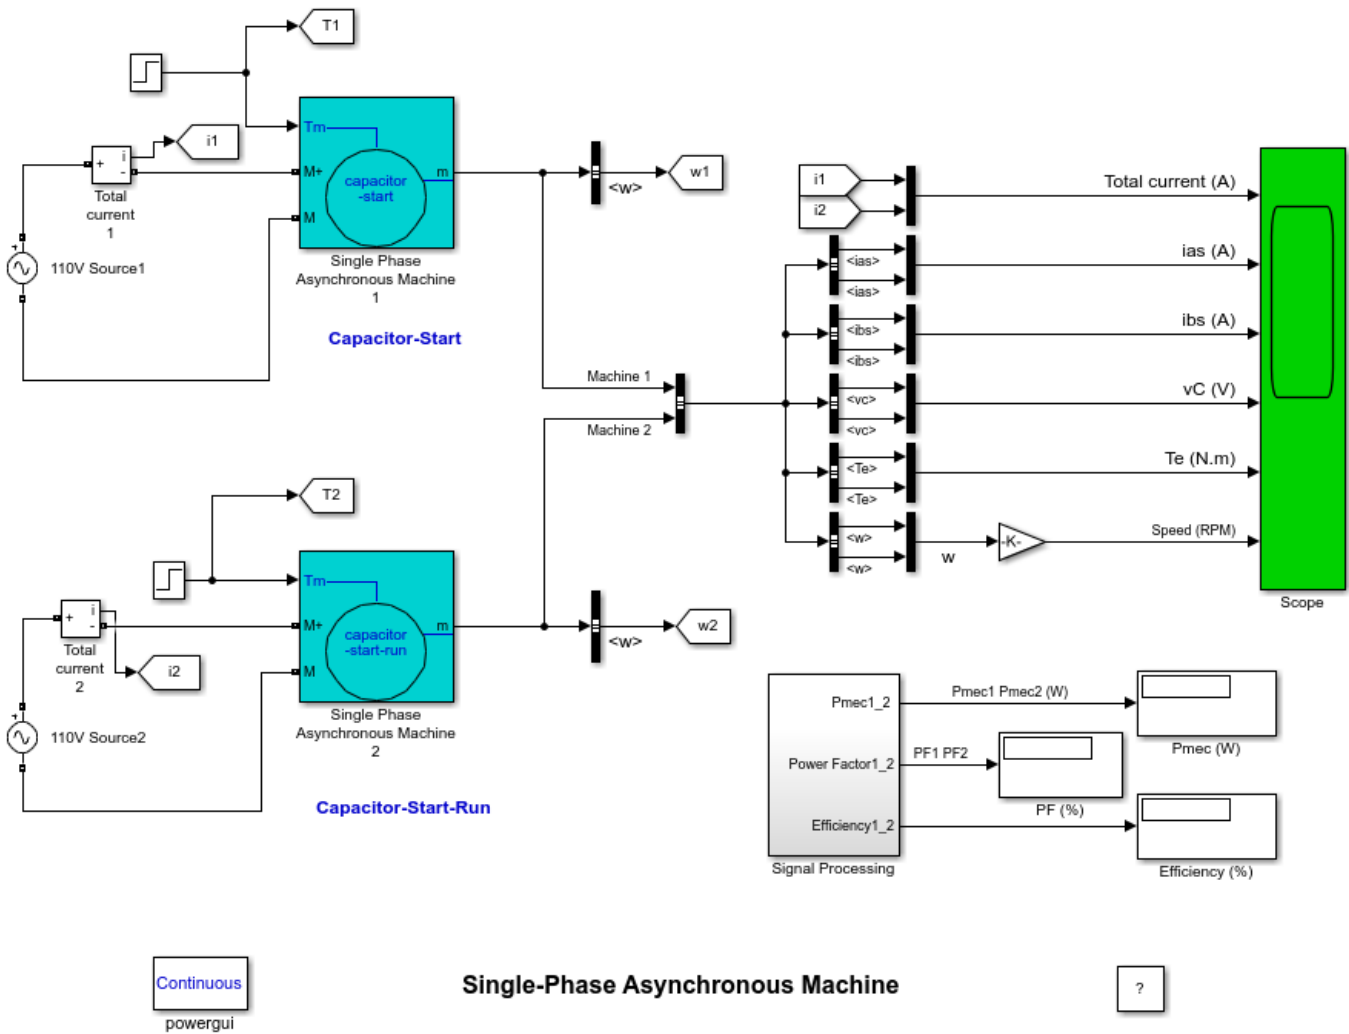 T1
i1
+
i
-
Total
current
1
+
110V Source1
Tm
M+
M
m
capacitor
-start
Single Phase
Asynchronous Machine
1
Capacitor-Start
<w>
w1
Machine 1
Machine 2
T2
+
i
-
Total
current
2
i2
+
110V Source2
Tm
M+
M
m
capacitor
-start-run
Single Phase
Asynchronous Machine
2
Capacitor-Start-Run
<w>
w2
i1
i2
Total current (A)
<ias>
<ias>
ias (A)
<ibs>
<ibs>
ibs (A)
<vc>
<vc>
vC (V)
<Te>
<Te>
Te (N.m)
<w>
<w>
w
-K-
Speed (RPM)
Scope
Pmec1_2
Power Factor1_2
Efficiency1_2
Signal Processing
Pmec1 Pmec2 (W)
PF1 PF2
Pmec (W)
PF (%)
Efficiency (%)
Continuous
powergui
Single-Phase Asynchronous Machine
?